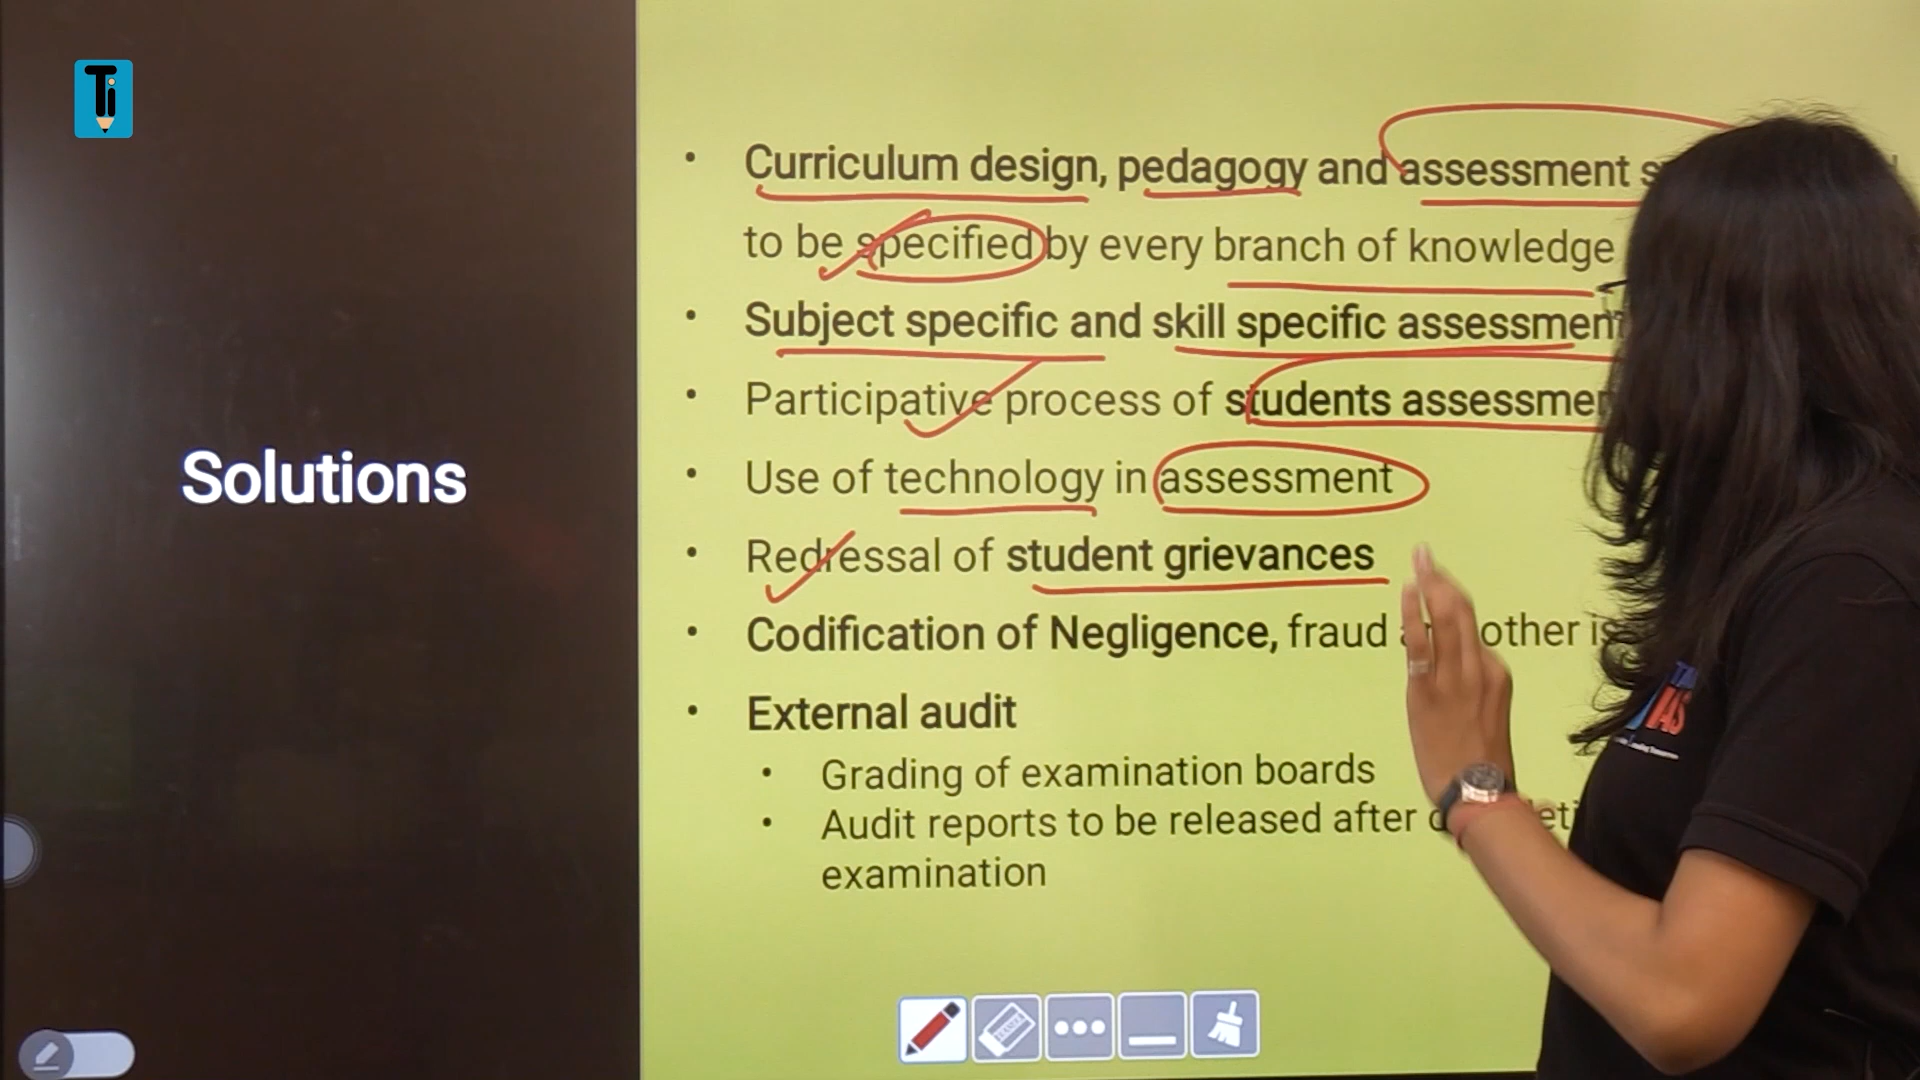 Ti
Curriculum design, pedagogy and assessment
to be specified by every branch of knowledge
Subject specific and skill specific assessment
Participative process of students assessment
Solutions
Use of technology in assessment
Redressal of student grievances
Codification of Negligence, fraud other
External audit
Grading of examination boards
Audit reports to be released after
examination